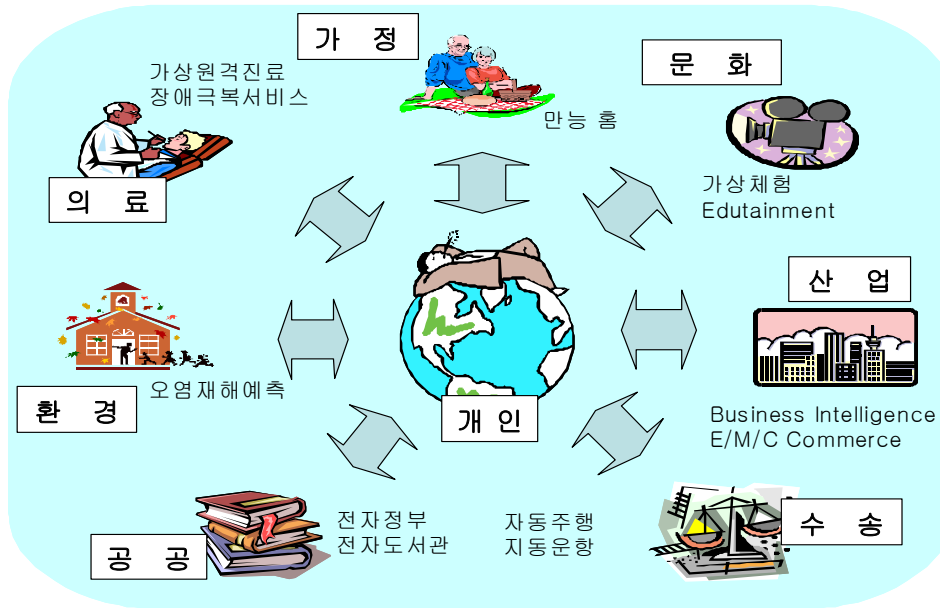 가 정
문 화
가상원격진료
장애극복서비스
만능 홈
의 료
가상체험
Edutainment
산 업
오염재해예측
환 경
개 인
Business Intelligence
E/M/C Commerce
전자정부
전자도서관
자동주행
지동운항
수 송
공 공